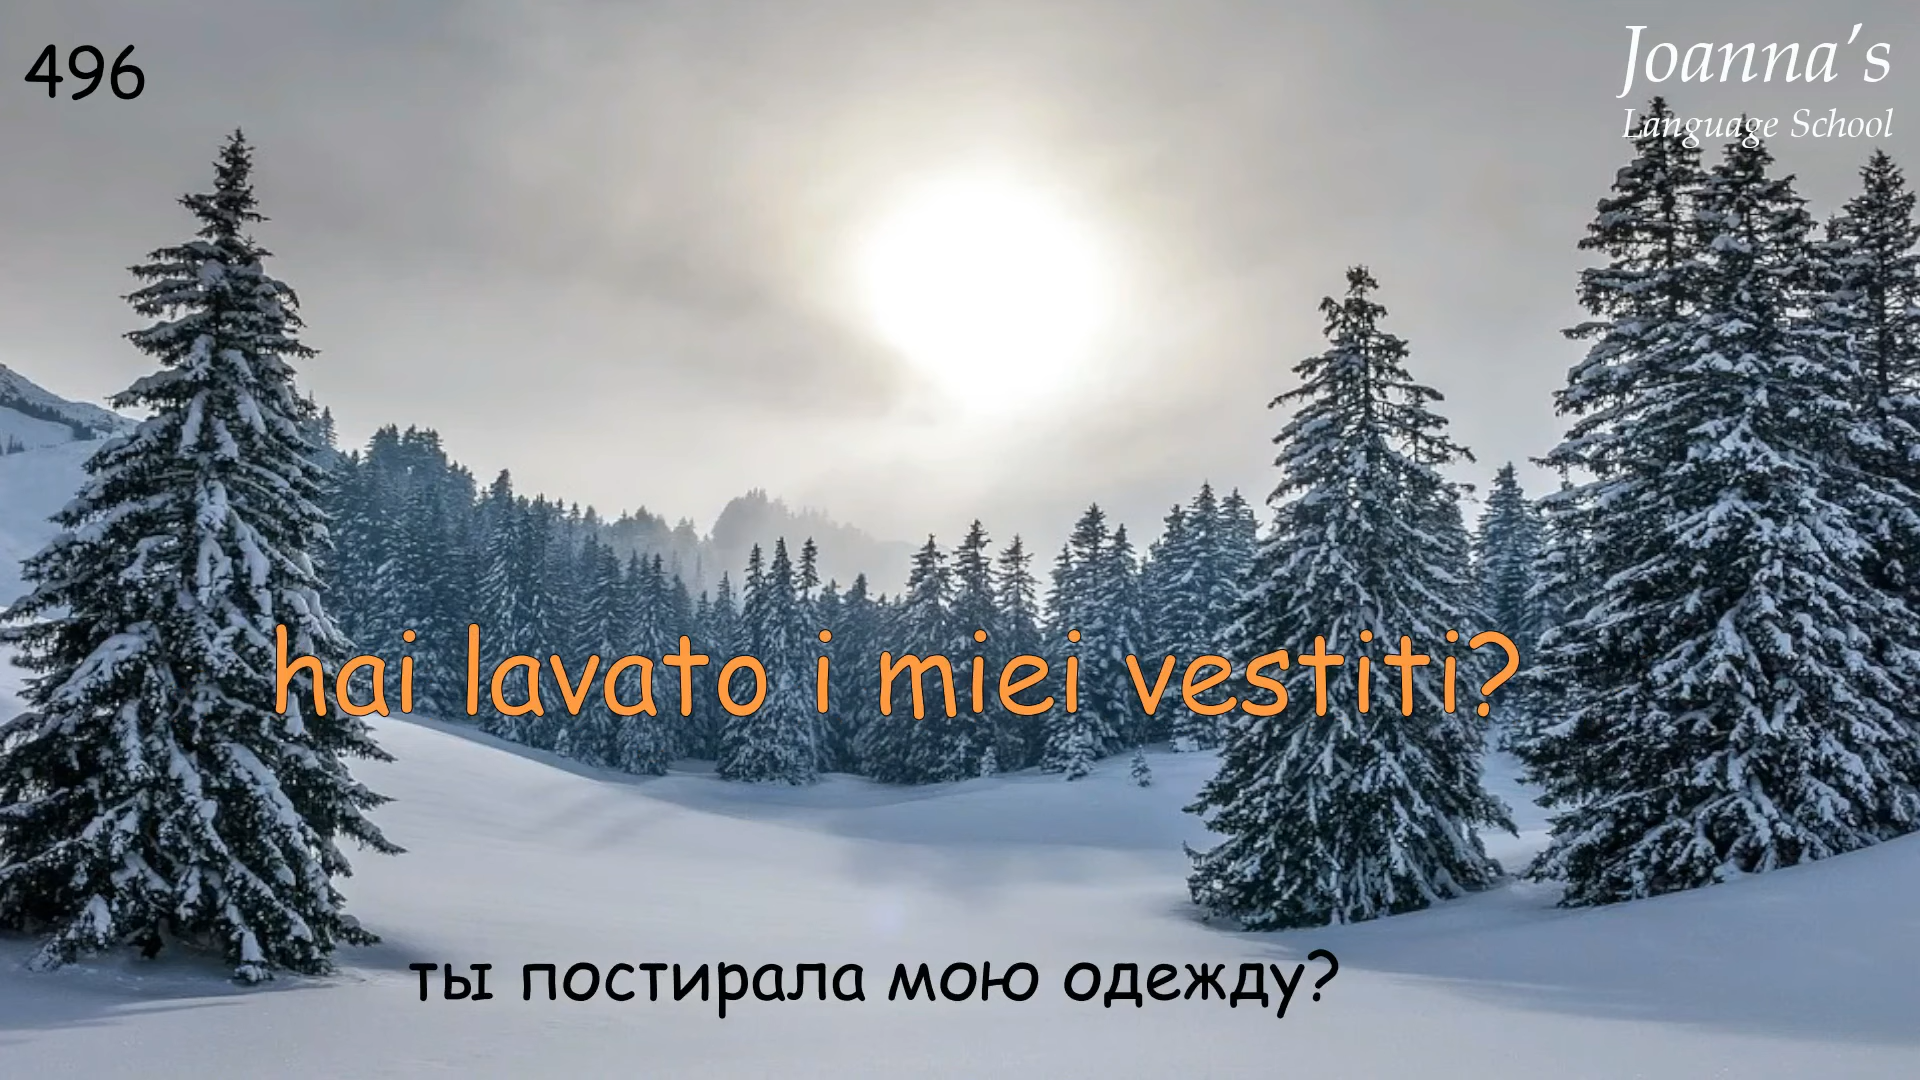 496
Joanna's
Language School
hai lavato i miei vestiti?
ты постирала мою одежду?